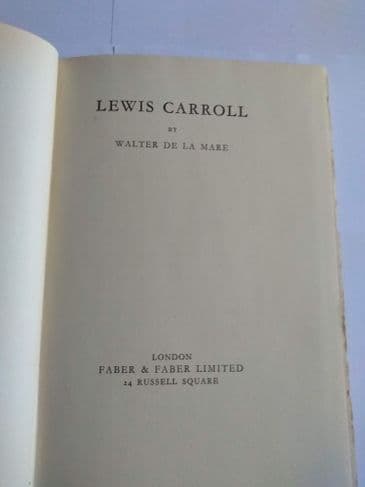 LEWIS CARROLL
BY
WALTER DE LA MARE
LONDON
FABER & FABER LIMITED
24 RUSSELL SQUARE